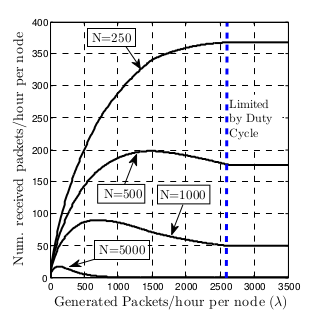 400
350
300
250
200
150
100
50
0
Num. received packets/hour per node
N=250
Limited
by Duty
Cycle
N=500
N=1000
N=5000
0 500 1000 1500 2000 2500 3000 3500
Generated Packets/hour per node (λ)